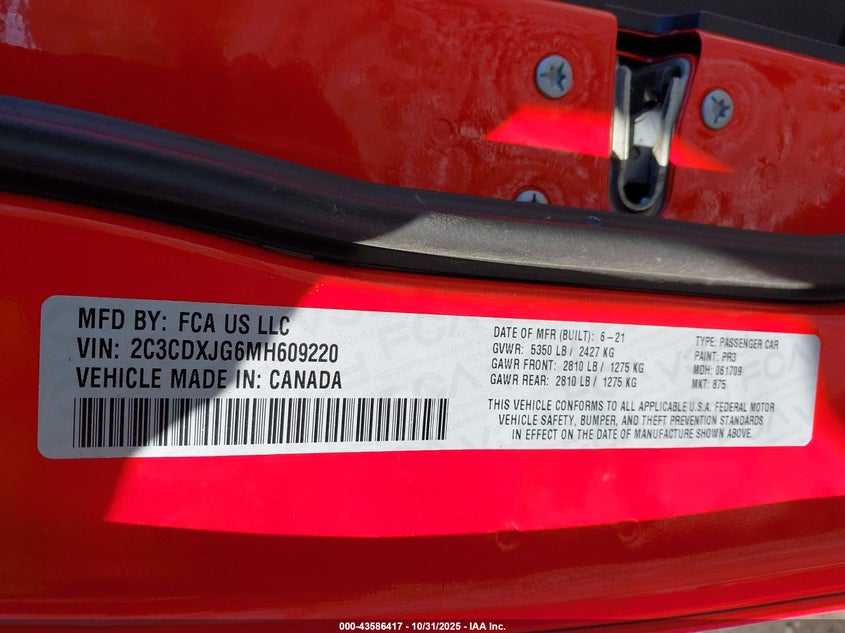 MFD BY: FCA US LLC
VIN: 2C3CDXJG6MH609220
VEHICLE MADE IN: CANADA
DATE OF MFR (BUILT): 6-21
GVWR: 5350 LB / 2427 KG
GAWR FRONT: 2810 LB / 1275 KG
GAWR REAR: 2810 LB / 1275 KG
TYPE: PASSENGER CAR
PAINT: PR3
MDH: 061709
MKT: 875
THIS VEHICLE CONFORMS TO ALL APPLICABLE U.S.A. FEDERAL MOTOR
VEHICLE SAFETY, BUMPER, AND THEFT PREVENTION STANDARDS
IN EFFECT ON THE DATE OF MANUFACTURE SHOWN ABOVE.
000-43586417 - 10/31/2025 - IAA Inc.